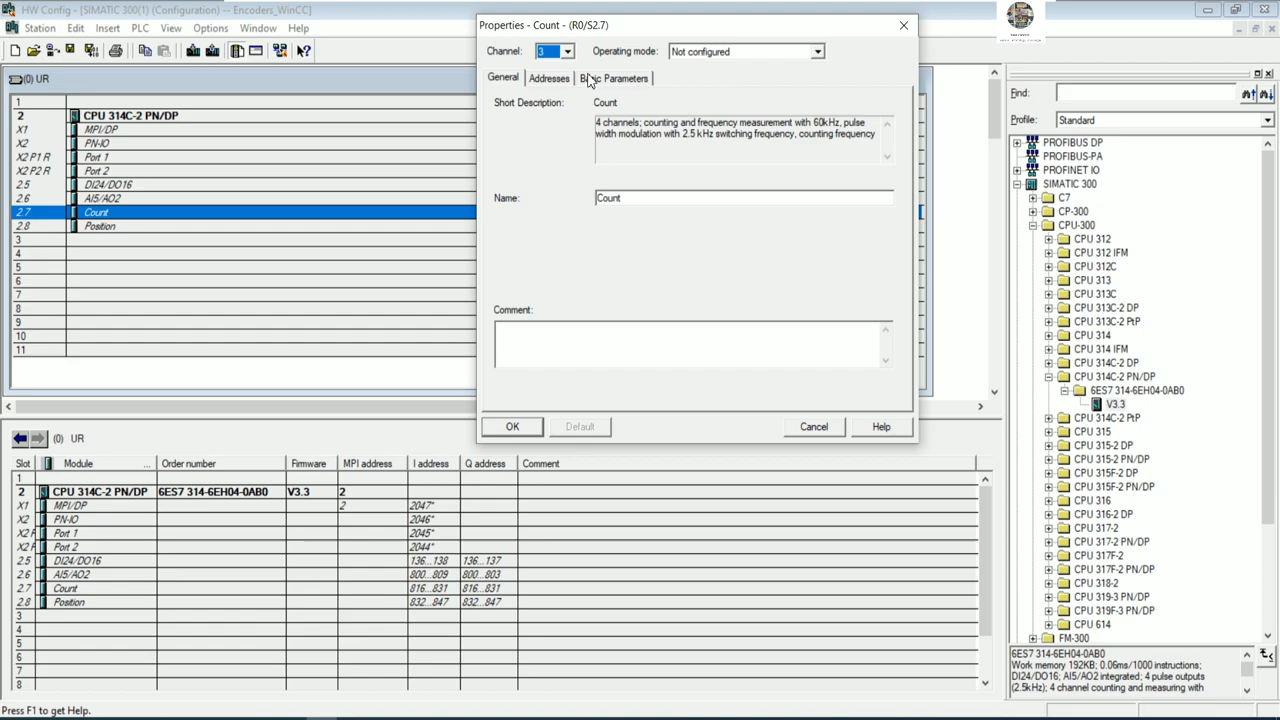 HW Config - [SIMATIC 300(1) (Configuration) -- Encoders_WinCC]
Station Edit Insert PLC View Options Window Help
(0) UR
1
2 CPU 314C-2 PN/DP
X1 MPI/DP
X2 PN-IO
X2 P1 R Port 1
X2 P2 R Port 2
2.5 DI24/DO16
2.6 AI5/AO2
2.7 Count
2.8 Position
3
4
5
6
7
8
9
10
11
Properties - Count - (R0/S2.7)
Channel: 3 Operating mode: Not configured
General Addresses Basic Parameters
Short Description: Count
4 channels; counting and frequency measurement with 60kHz, pulse
width modulation with 2.5 kHz switching frequency, counting frequency
Name: Count
Comment:
OK Default Cancel Help
Find:
Profile: Standard
PROFIBUS DP
PROFIBUS-PA
PROFINET IO
SIMATIC 300
C7
CP-300
CPU-300
CPU 312
CPU 312 IFM
CPU 312C
CPU 313
CPU 313C
CPU 313C-2 DP
CPU 313C-2 PtP
CPU 314
CPU 314 IFM
CPU 314C-2 DP
CPU 314C-2 PN/DP
6ES7 314-6EH04-0AB0
V3.3
CPU 314C-2 PtP
CPU 315
CPU 315-2 DP
CPU 315-2 PN/DP
CPU 315F-2 DP
CPU 315F-2 PN/DP
CPU 316
CPU 316-2 DP
CPU 317-2
CPU 317-2 PN/DP
CPU 317F-2
CPU 317F-2 PN/DP
CPU 318-2
CPU 319-3 PN/DP
CPU 319F-3 PN/DP
CPU 614
FM-300
6ES7 314-6EH04-0AB0
Work memory 192KB; 0.06ms/1000 instructions;
DI24/DO16; AI5/AO2 integrated; 4 pulse outputs
(2.5kHz); 4 channel counting and measuring with
(0) UR
Slot Module ... Order number Firmware MPI address I address Q address Comment
1
2 CPU 314C-2 PN/DP 6ES7 314-6EH04-0AB0 V3.3 2
X1 MPI/DP 2 2047*
X2 PN-IO 2046*
X2 F Port 1 2045*
X2 F Port 2 2044*
2.5 DI24/DO16 136...138 136...137
2.6 AI5/AO2 800...809 800...803
2.7 Count 816...831 816...831
2.8 Position 832...847 832...847
3
4
5
6
7
8
Press F1 to get Help.